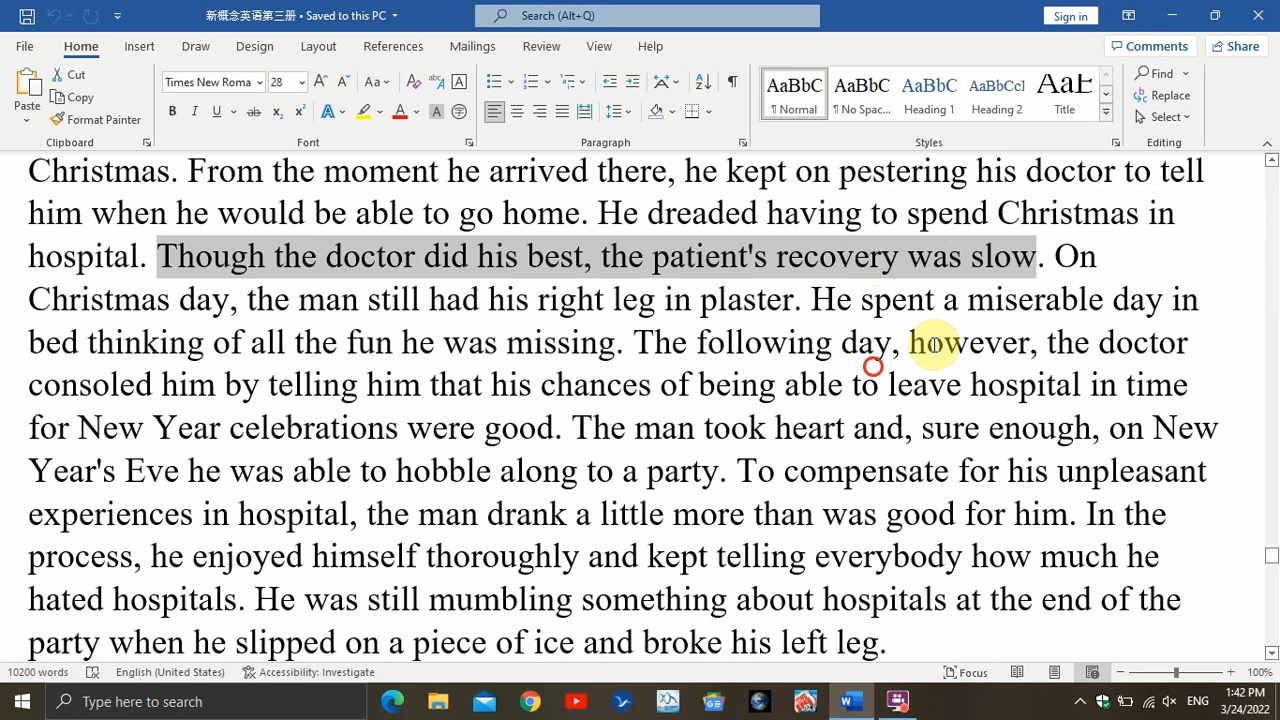 新概念英语第三册 • Saved to this PC
Search (Alt+Q)
Sign in
File Home Insert Draw Design Layout References Mailings Review View Help
Comments Share
Paste
Cut
Copy
Format Painter
Clipboard
Times New Roma 28
Font
Paragraph
AaBbC AaBbC AaBbC AaBbCcl AaB
¶ Normal ¶ No Spac... Heading 1 Heading 2 Title
Styles
Find
Replace
Select
Editing
Christmas. From the moment he arrived there, he kept on pestering his doctor to tell
him when he would be able to go home. He dreaded having to spend Christmas in
hospital. Though the doctor did his best, the patient's recovery was slow. On
Christmas day, the man still had his right leg in plaster. He spent a miserable day in
bed thinking of all the fun he was missing. The following day, however, the doctor
consoled him by telling him that his chances of being able to leave hospital in time
for New Year celebrations were good. The man took heart and, sure enough, on New
Year's Eve he was able to hobble along to a party. To compensate for his unpleasant
experiences in hospital, the man drank a little more than was good for him. In the
process, he enjoyed himself thoroughly and kept telling everybody how much he
hated hospitals. He was still mumbling something about hospitals at the end of the
party when he slipped on a piece of ice and broke his left leg.
10200 words English (United States) Accessibility: Investigate Focus 100%
Type here to search
ENG
1:42 PM
3/24/2022